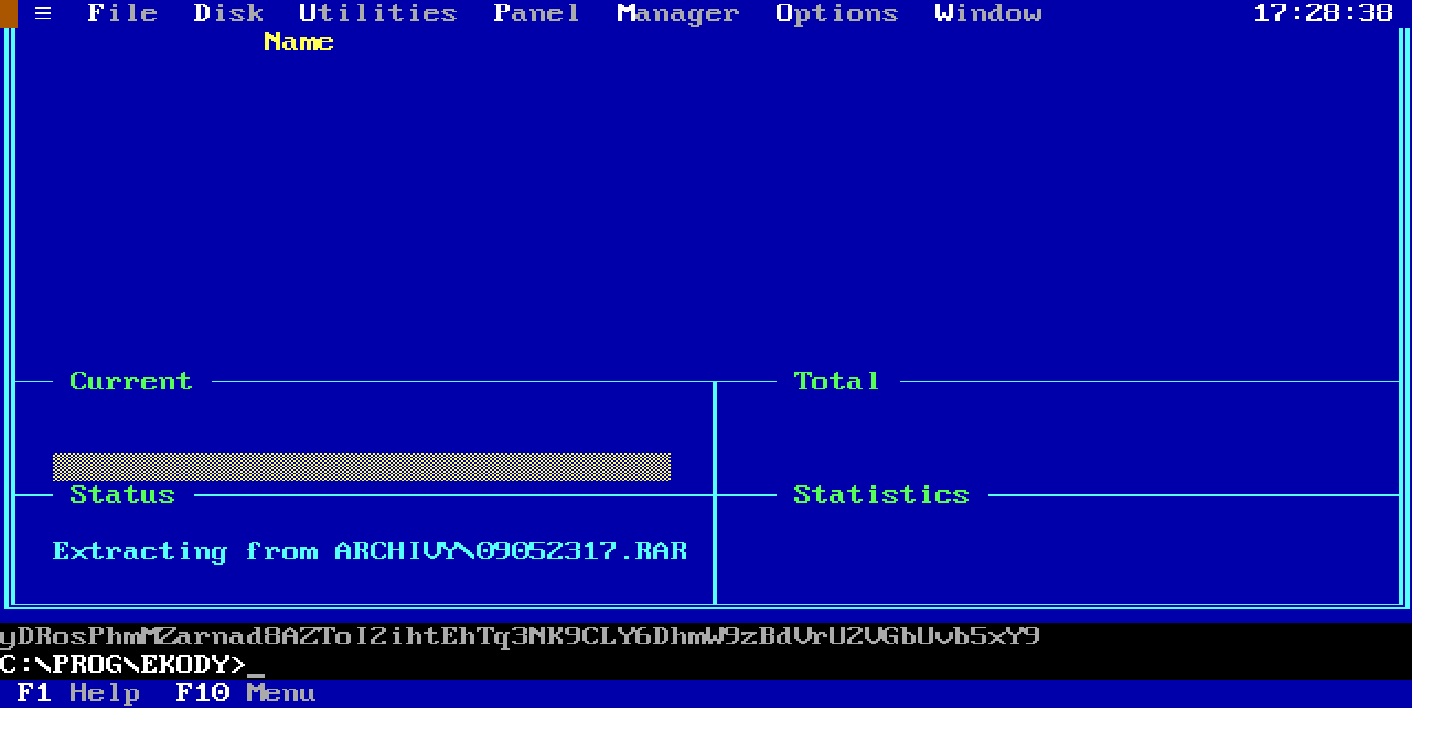 ≡ File Disk Utilities Panel Manager Options Window 17:28:38
Name
Current Total
Status Statistics
Extracting from ARCHIVY\09052317.RAR
yDRosPhmMZarnad8AZToI2ihtEhTq3NK9CLY6DhmW9zBdVrU2VGbUvb5xY9
C:\PROG\EKODY>_
F1 Help F10 Menu